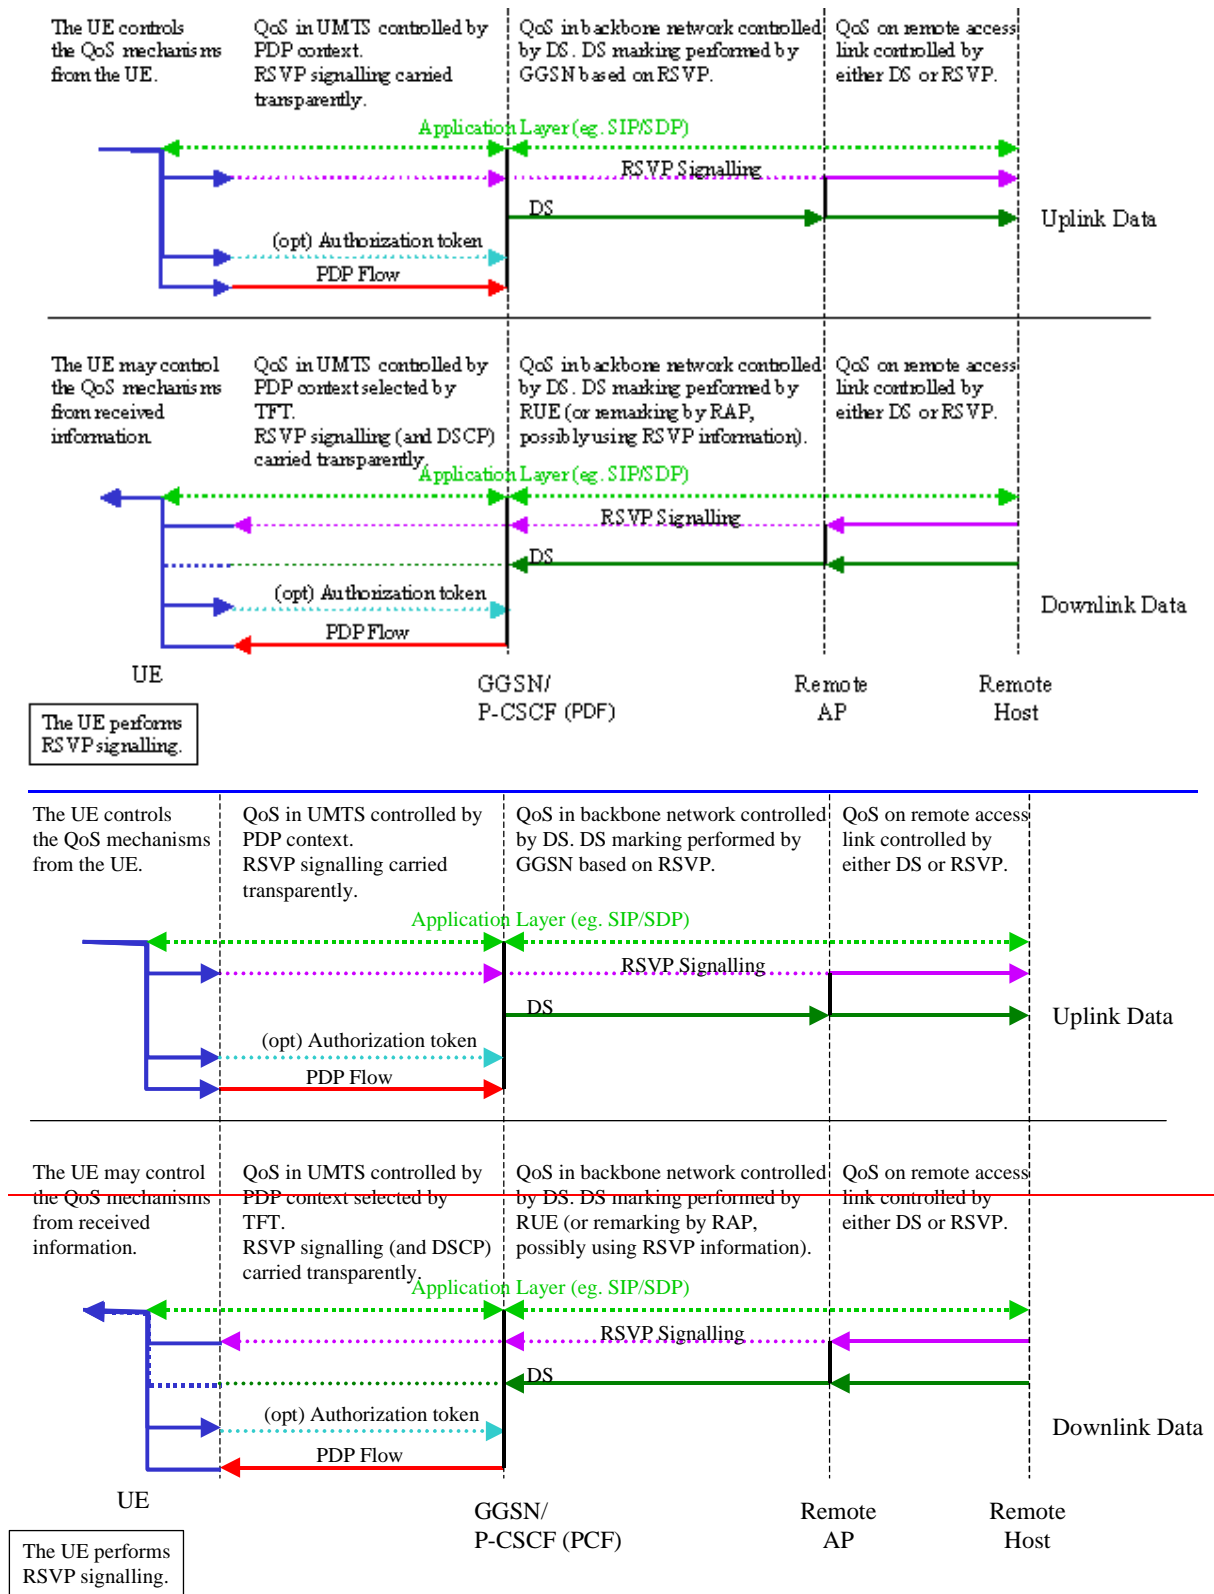 The UE controls
the QoS mechanisms
from the UE.
QoS in UMTS controlled by
PDP context.
RSVP signalling carried
transparently.
QoS in backbone network controlled
by DS. DS marking performed by
GGSN based on RSVP.
QoS on remote access
link controlled by
either DS or RSVP.
Application Layer (eg. SIP/SDP)
RSVP Signalling
DS
Uplink Data
(opt) Authorization token
PDP Flow
The UE may control
the QoS mechanisms
from received
information.
QoS in UMTS controlled by
PDP context selected by
TFT.
RSVP signalling (and DSCP)
carried transparently.
QoS in backbone network controlled
by DS. DS marking performed by
RUE (or remarking by RAP,
possibly using RSVP information).
QoS on remote access
link controlled by
either DS or RSVP.
Application Layer (eg. SIP/SDP)
RSVP Signalling
DS
(opt) Authorization token
Downlink Data
PDP Flow
UE
GGSN/
P-CSCF (PDF)
Remote
AP
Remote
Host
The UE performs
RSVP signalling.
The UE controls
the QoS mechanisms
from the UE.
QoS in UMTS controlled by
PDP context.
RSVP signalling carried
transparently.
QoS in backbone network controlled
by DS. DS marking performed by
GGSN based on RSVP.
QoS on remote access
link controlled by
either DS or RSVP.
Application Layer (eg. SIP/SDP)
RSVP Signalling
DS
Uplink Data
(opt) Authorization token
PDP Flow
The UE may control
the QoS mechanisms
from received
information.
QoS in UMTS controlled by
PDP context selected by
TFT.
RSVP signalling (and DSCP)
carried transparently.
QoS in backbone network controlled
by DS. DS marking performed by
RUE (or remarking by RAP,
possibly using RSVP information).
QoS on remote access
link controlled by
either DS or RSVP.
Application Layer (eg. SIP/SDP)
RSVP Signalling
DS
(opt) Authorization token
Downlink Data
PDP Flow
UE
GGSN/
P-CSCF (PCF)
Remote
AP
Remote
Host
The UE performs
RSVP signalling.